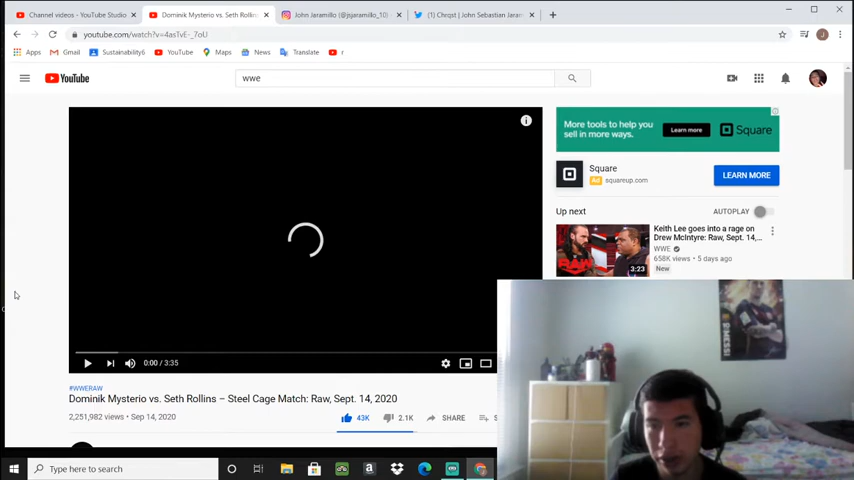 Channel videos - YouTube Studio
Dominik Mysterio vs. Seth Rollins
John Jaramillo (@jsjaramillo_10)
(1) Chrqst | John Sebastian Jaram
youtube.com/watch?v=4asTvE-_7oU
Apps
Gmail
Sustainability6
YouTube
Maps
News
Translate
r
YouTube
wwe
More tools to help you
sell in more ways.
Learn more
Square
Square
Ad squareup.com
LEARN MORE
Up next
AUTOPLAY
Keith Lee goes into a rage on
Drew McIntyre: Raw, Sept. 14,...
WWE
658K views • 5 days ago
New
3:23
RAW
MESSI
0:00 / 3:35
#WWERAW
Dominik Mysterio vs. Seth Rollins – Steel Cage Match: Raw, Sept. 14, 2020
2,251,982 views • Sep 14, 2020
43K
2.1K
SHARE
S
Type here to search